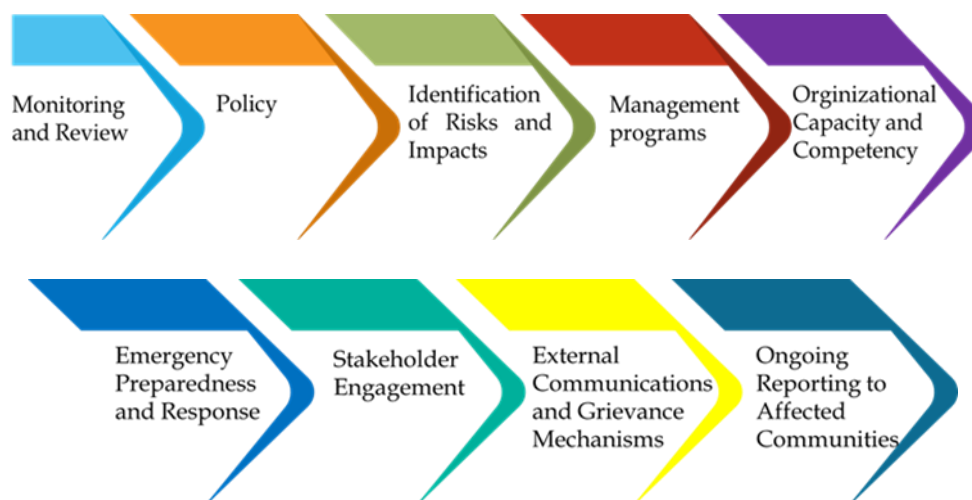 Monitoring
and Review
Policy
Identification
of Risks and
Impacts
Management
programs
Orginizational
Capacity and
Competency
Emergency
Preparedness
and Response
Stakeholder
Engagement
External
Communications
and Grievance
Mechanisms
Ongoing
Reporting to
Affected
Communities